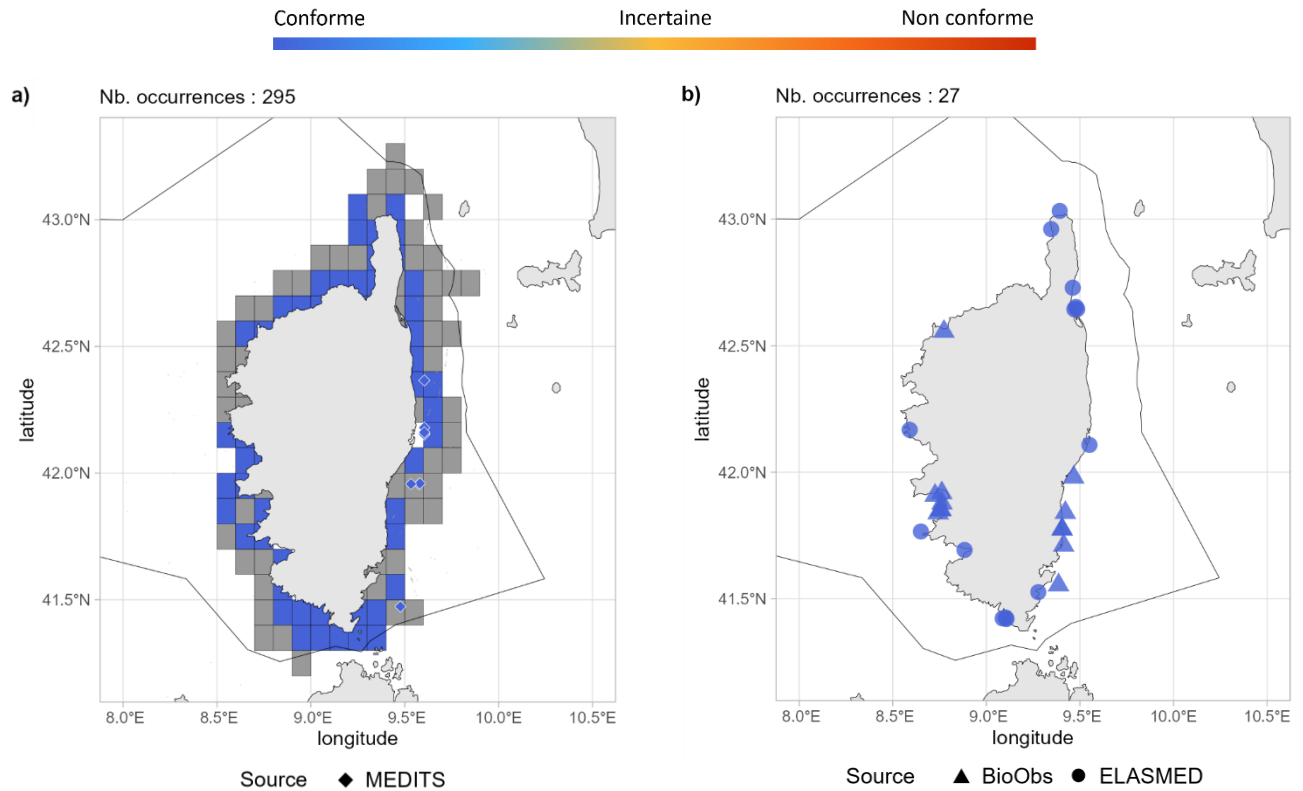 Conforme Incertaine Non conforme
a) Nb. occurrences : 295
43.0°N
42.5°N
42.0°N
41.5°N
latitude
8.0°E 8.5°E 9.0°E 9.5°E 10.0°E 10.5°E
longitude
Source MEDITS
b) Nb. occurrences : 27
43.0°N
42.5°N
42.0°N
41.5°N
latitude
8.0°E 8.5°E 9.0°E 9.5°E 10.0°E 10.5°E
longitude
Source BioObs ELASMED